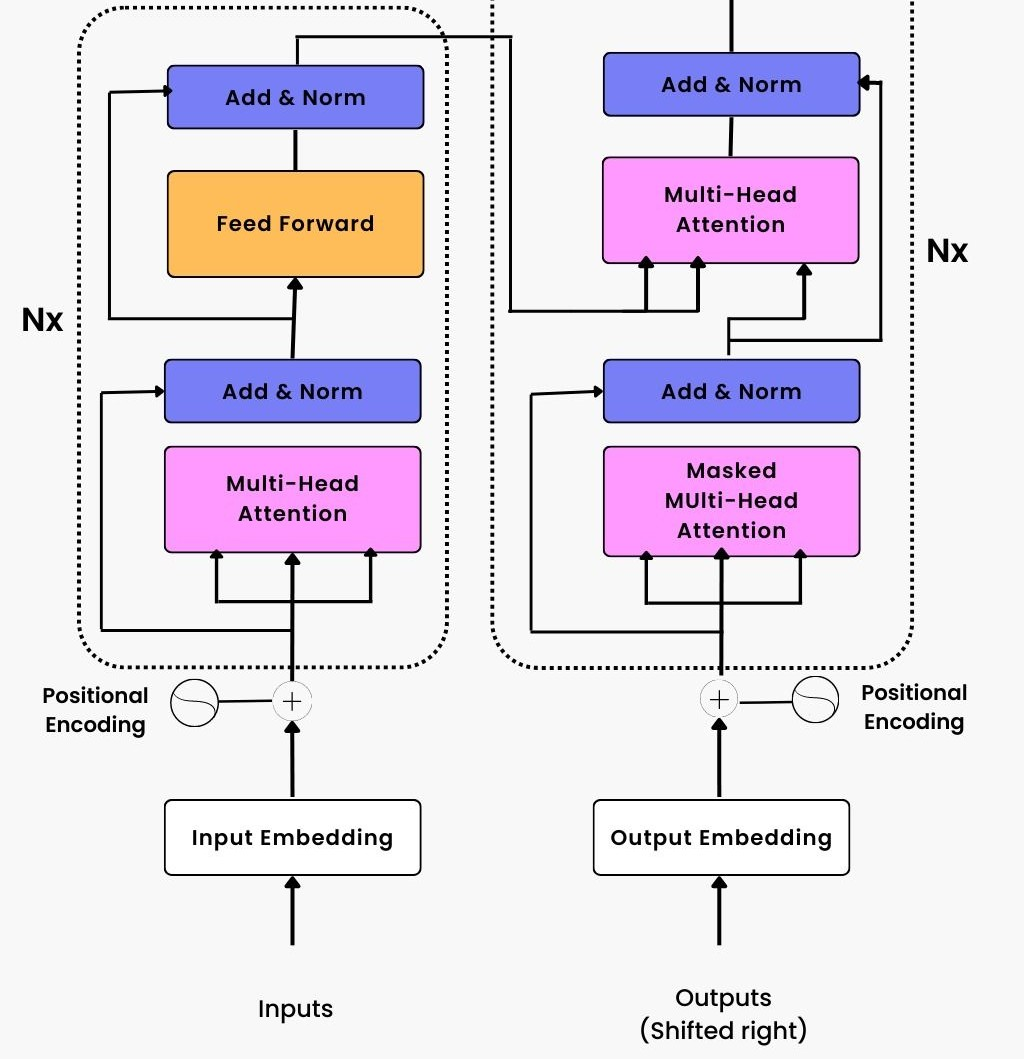 Add & Norm
Feed Forward
Nx
Add & Norm
Multi-Head
Attention
Positional
Encoding
Input Embedding
Inputs
Add & Norm
Multi-Head
Attention
Nx
Add & Norm
Masked
MUlti-Head
Attention
Positional
Encoding
Output Embedding
Outputs
(Shifted right)